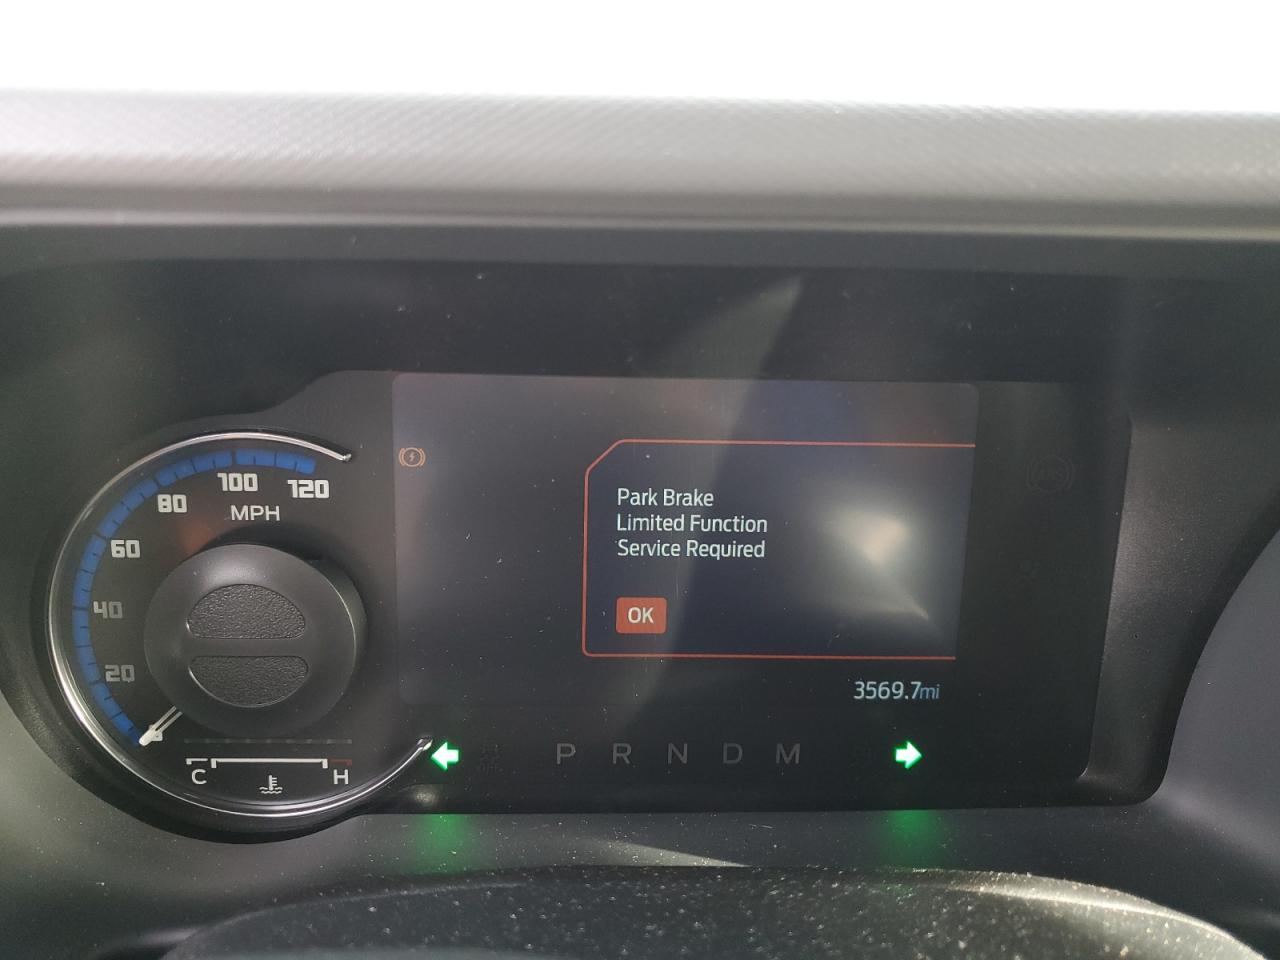 120
100
80
60
40
20
MPH
C
H
Park Brake
Limited Function
Service Required
OK
3569.7mi
P R N D M